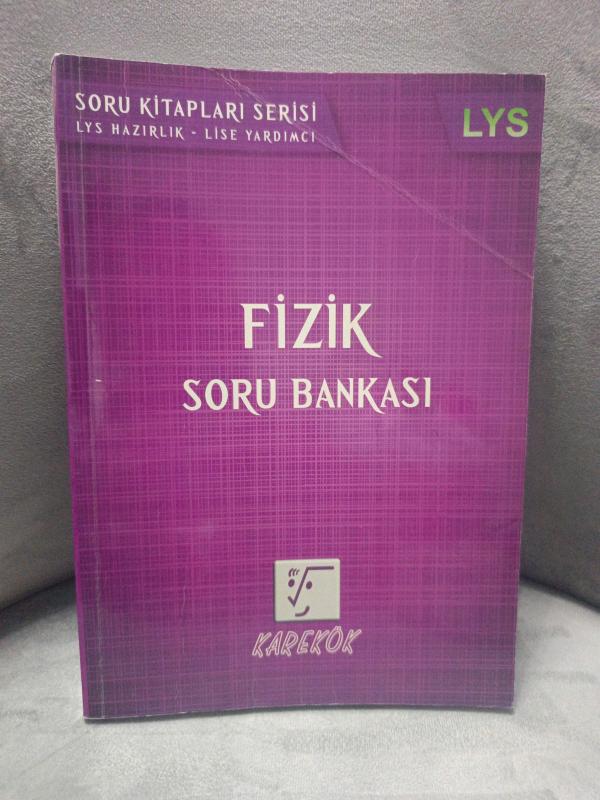 SORU KİTAPLARI SERİSİ
LYS HAZIRLIK - LİSE YARDIMCI
LYS
FİZİK
SORU BANKASI
KAREKÖK